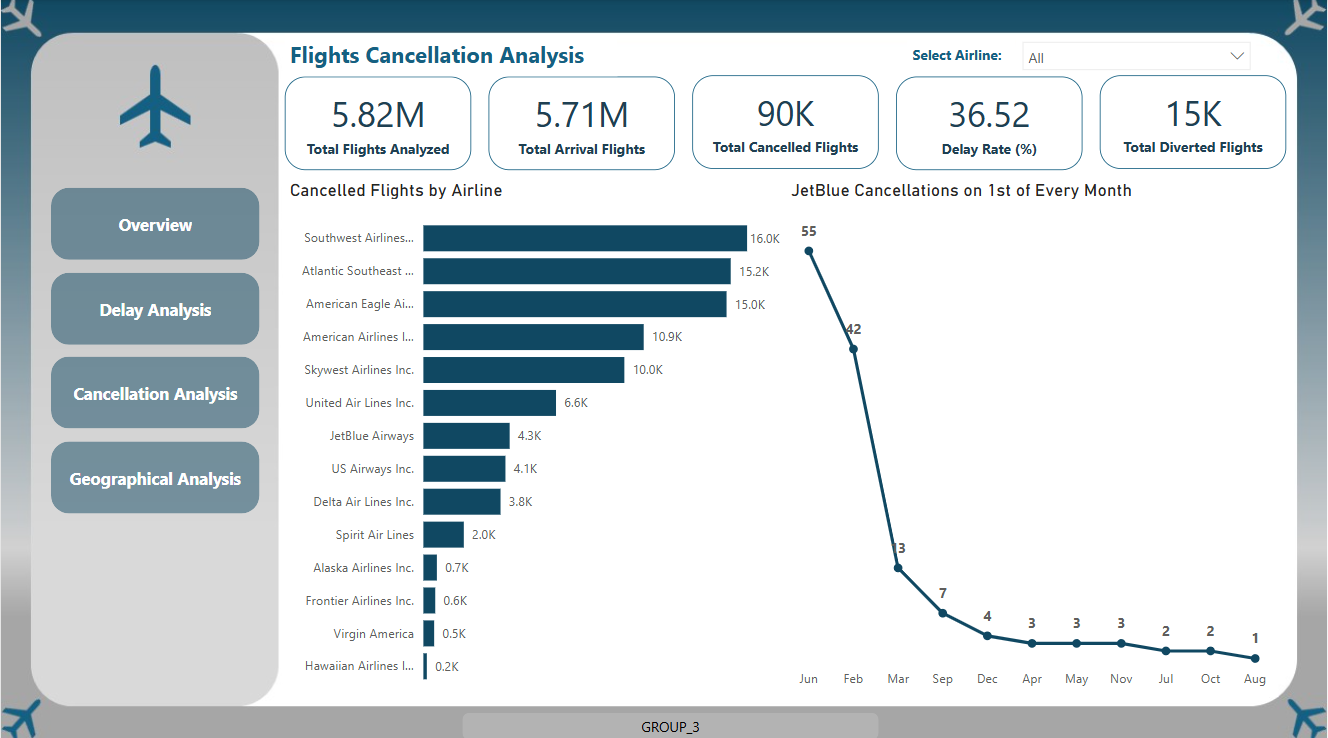 Flights Cancellation Analysis
Select Airline:
All
5.82M
Total Flights Analyzed
5.71M
Total Arrival Flights
90K
Total Cancelled Flights
36.52
Delay Rate (%)
15K
Total Diverted Flights
Overview
Delay Analysis
Cancellation Analysis
Geographical Analysis
Cancelled Flights by Airline
Southwest Airlines... 16.0K
Atlantic Southeast ... 15.2K
American Eagle Ai... 15.0K
American Airlines I... 10.9K
Skywest Airlines Inc. 10.0K
United Air Lines Inc. 6.6K
JetBlue Airways 4.3K
US Airways Inc. 4.1K
Delta Air Lines Inc. 3.8K
Spirit Air Lines 2.0K
Alaska Airlines Inc. 0.7K
Frontier Airlines Inc. 0.6K
Virgin America 0.5K
Hawaiian Airlines I... 0.2K
JetBlue Cancellations on 1st of Every Month
55
42
13
7
4
3
3
3
2
2
1
Jun Feb Mar Sep Dec Apr May Nov Jul Oct Aug
GROUP_3